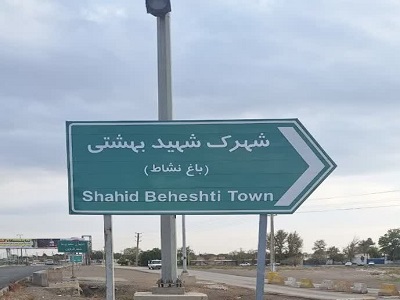 شهرک شهید بهشتی
(باغ نشاط)
Shahid Beheshti Town